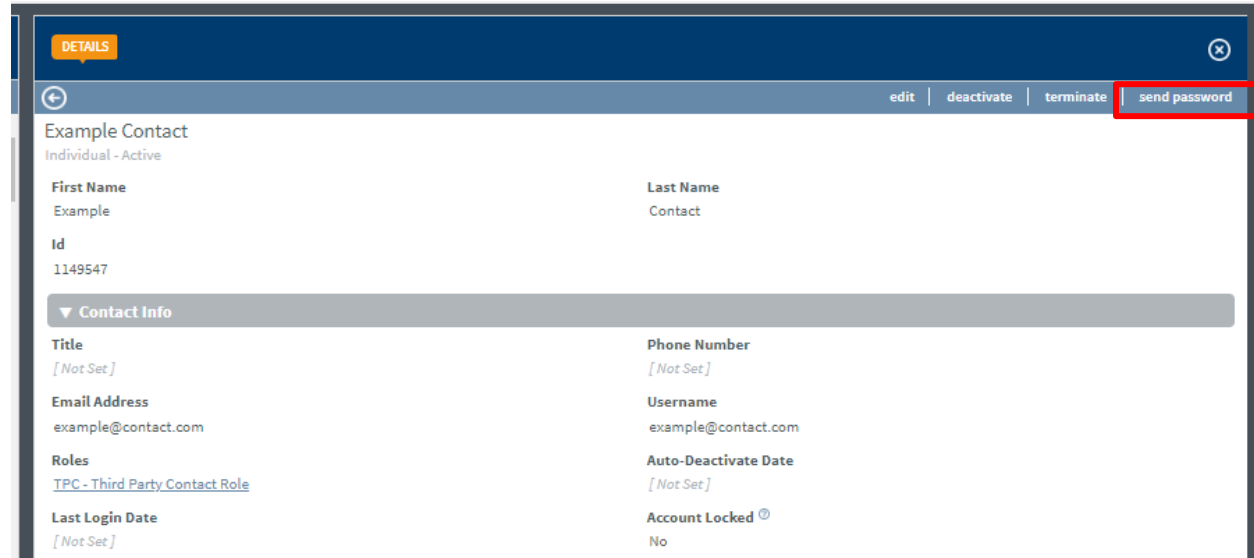 DETAILS
edit | deactivate | terminate | send password
Example Contact
Individual - Active
First Name Last Name
Example Contact
Id
1149547
Contact Info
Title Phone Number
[ Not Set ] [ Not Set ]
Email Address Username
example@contact.com example@contact.com
Roles Auto-Deactivate Date
TPC - Third Party Contact Role [ Not Set ]
Last Login Date Account Locked ?
[ Not Set ] No